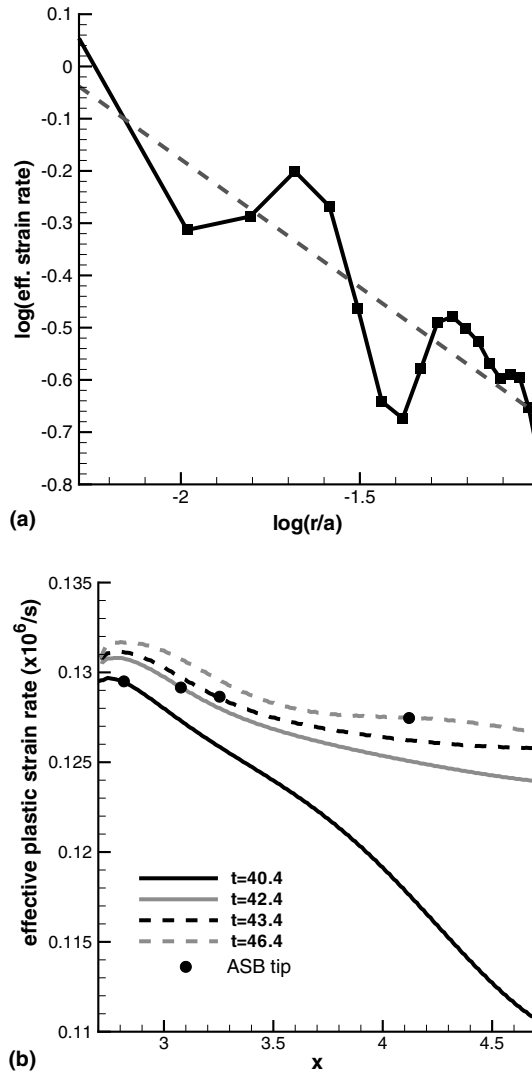 0.1
0
-0.1
-0.2
-0.3
-0.4
-0.5
-0.6
-0.7
-0.8
log(eff. strain rate)
-2
-1.5
log(r/a)
(a)
0.135
0.13
0.125
0.12
0.115
0.11
effective plastic strain rate (x10^6/s)
t=40.4
t=42.4
t=43.4
t=46.4
ASB tip
3
3.5
4
4.5
x
(b)